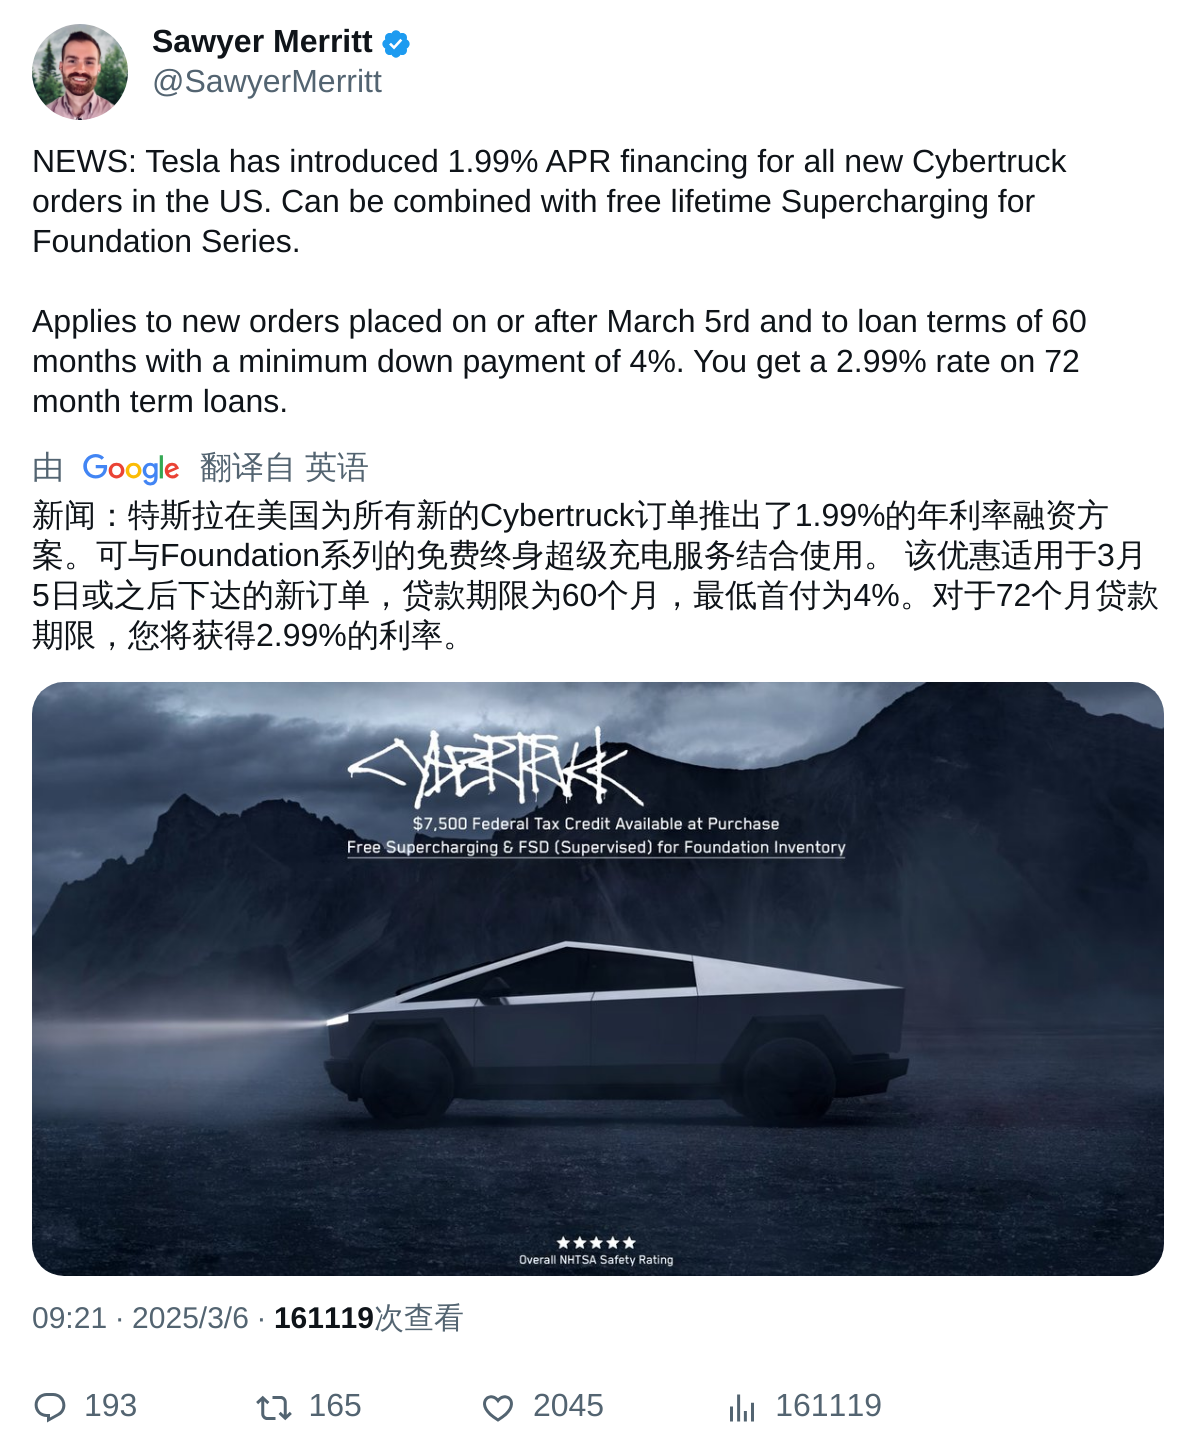 Sawyer Merritt
@SawyerMerritt
NEWS: Tesla has introduced 1.99% APR financing for all new Cybertruck
orders in the US. Can be combined with free lifetime Supercharging for
Foundation Series.
Applies to new orders placed on or after March 5rd and to loan terms of 60
months with a minimum down payment of 4%. You get a 2.99% rate on 72
month term loans.
由 Google 翻译自 英语
新闻：特斯拉在美国为所有新的Cybertruck订单推出了1.99%的年利率融资方
案。可与Foundation系列的免费终身超级充电服务结合使用。 该优惠适用于3月
5日或之后下达的新订单，贷款期限为60个月，最低首付为4%。对于72个月贷款
期限，您将获得2.99%的利率。
CYBERTRUCK
$7,500 Federal Tax Credit Available at Purchase
Free Supercharging & FSD (Supervised) for Foundation Inventory
Overall NHTSA Safety Rating
09:21 · 2025/3/6 · 161119次查看
193 165 2045 161119